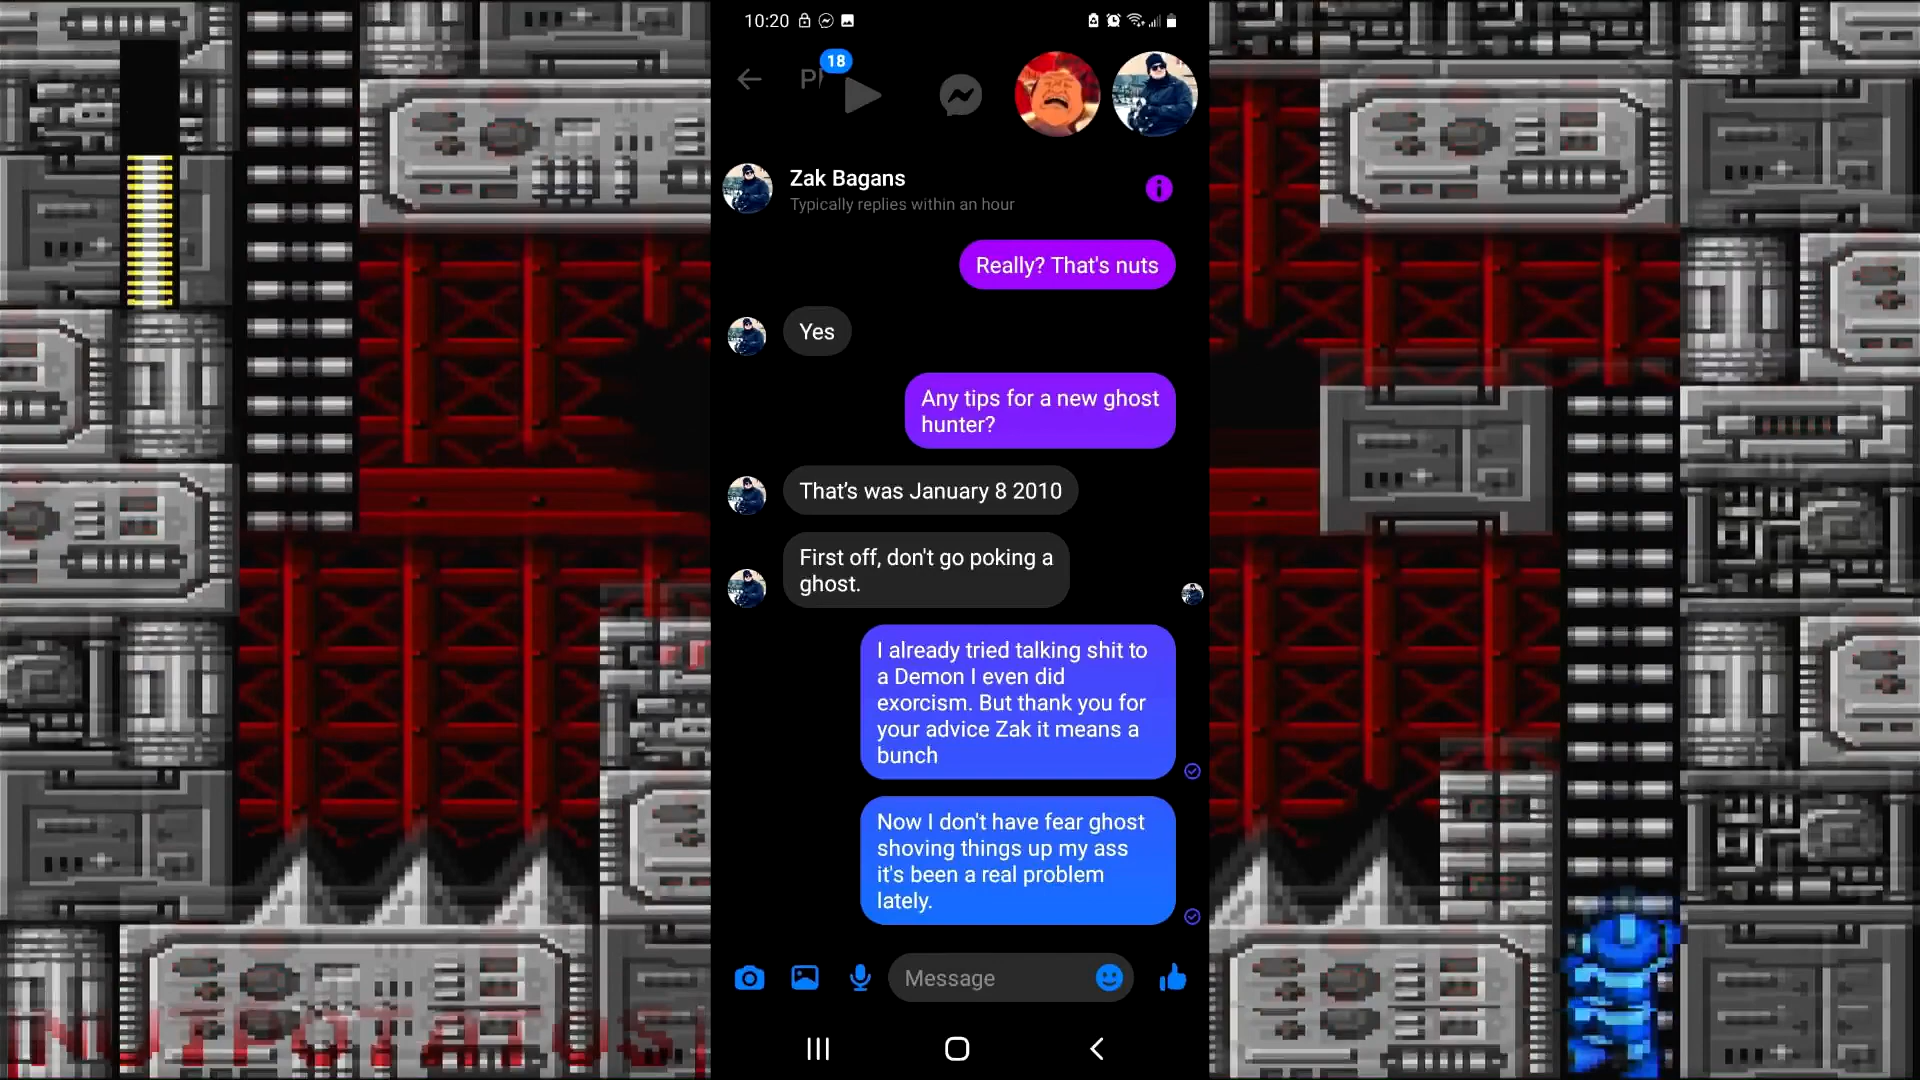 10:20
18
Zak Bagans
Typically replies within an hour
Really? That's nuts
Yes
Any tips for a new ghost
hunter?
That's was January 8 2010
First off, don't go poking a
ghost.
I already tried talking shit to
a Demon I even did
exorcism. But thank you for
your advice Zak it means a
bunch
Now I don't have fear ghost
shoving things up my ass
it's been a real problem
lately.
Message